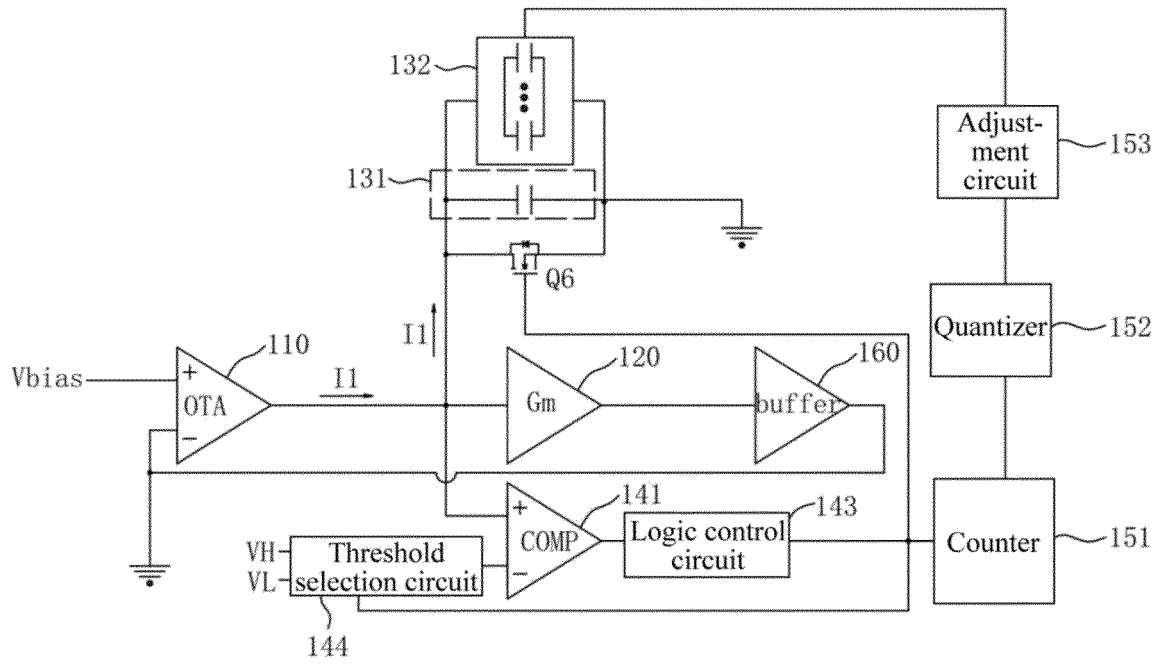 132
131
Adjust-
ment
circuit
153
Q6
I1
Quantizer
152
110
120
160
Vbias
+
OTA
−
I1
Gm
buffer
141
143
+
COMP
−
VH
VL
Threshold
selection circuit
144
Logic control
circuit
Counter
151